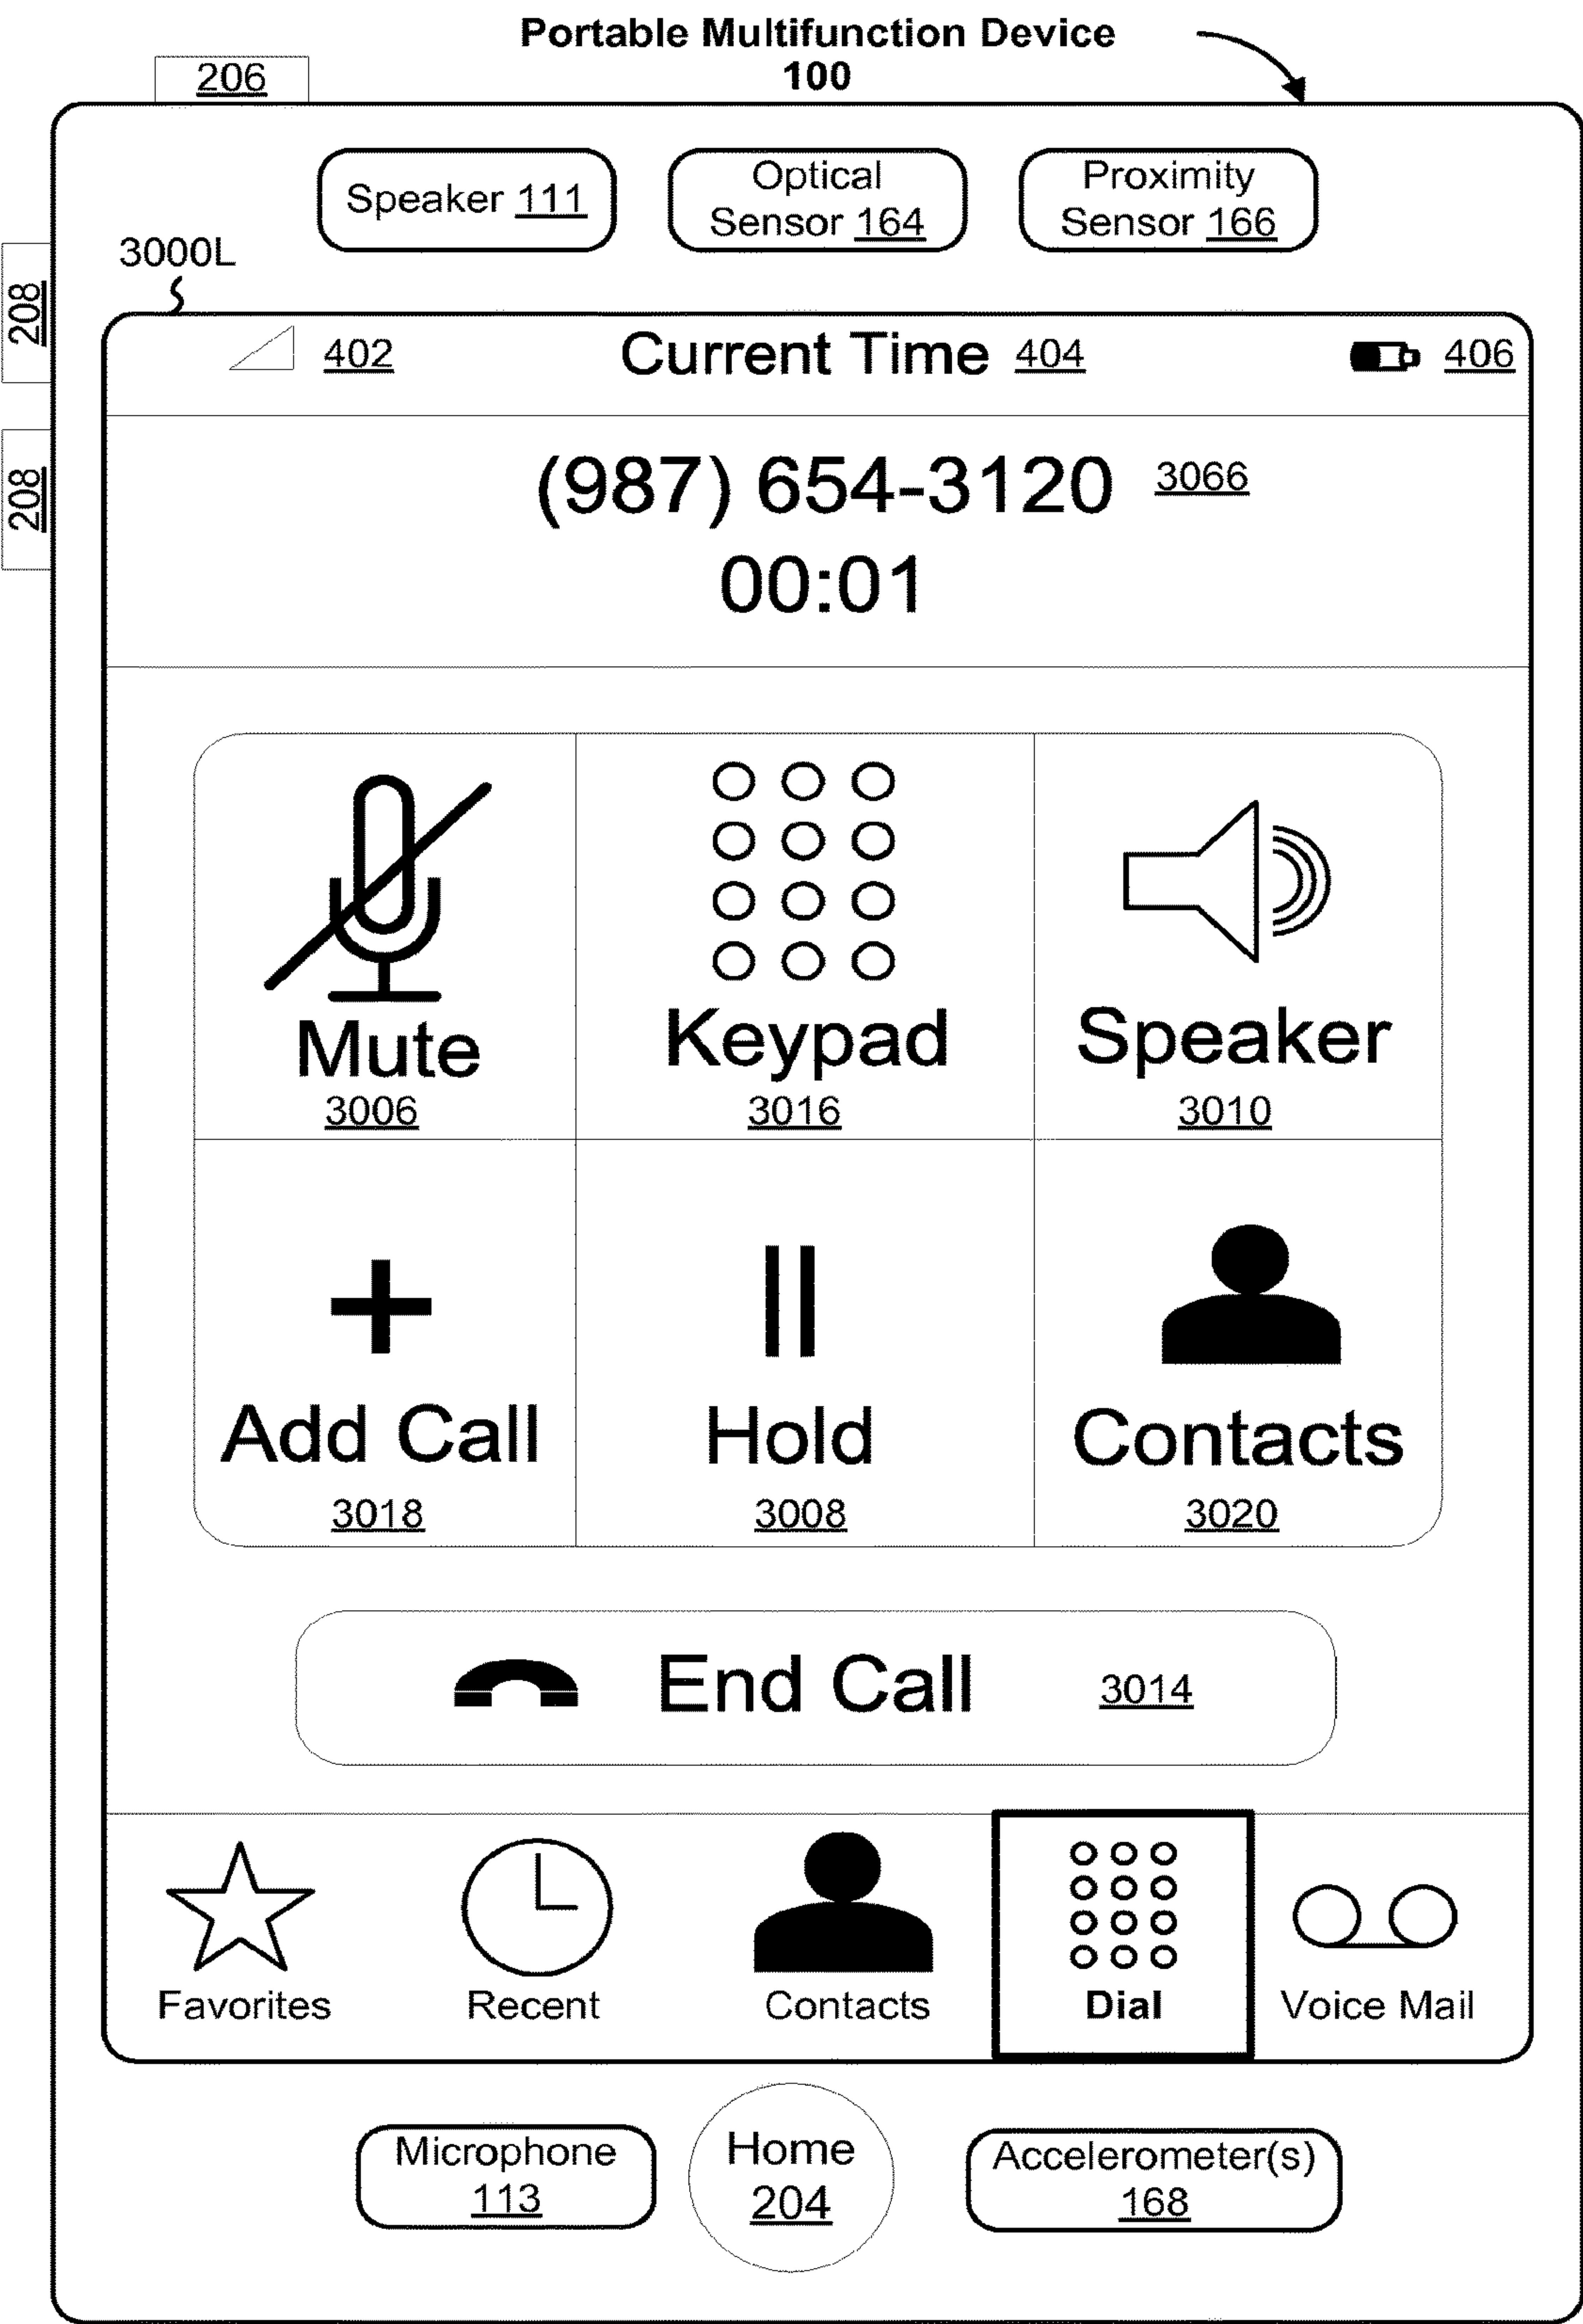 Portable Multifunction Device
100
206
Speaker 111
Optical
Sensor 164
Proximity
Sensor 166
3000L
208
208
402
Current Time 404
406
(987) 654-3120 3066
00:01
Mute
3006
Keypad
3016
Speaker
3010
Add Call
3018
Hold
3008
Contacts
3020
End Call 3014
Favorites
Recent
Contacts
Dial
Voice Mail
Microphone
113
Home
204
Accelerometer(s)
168